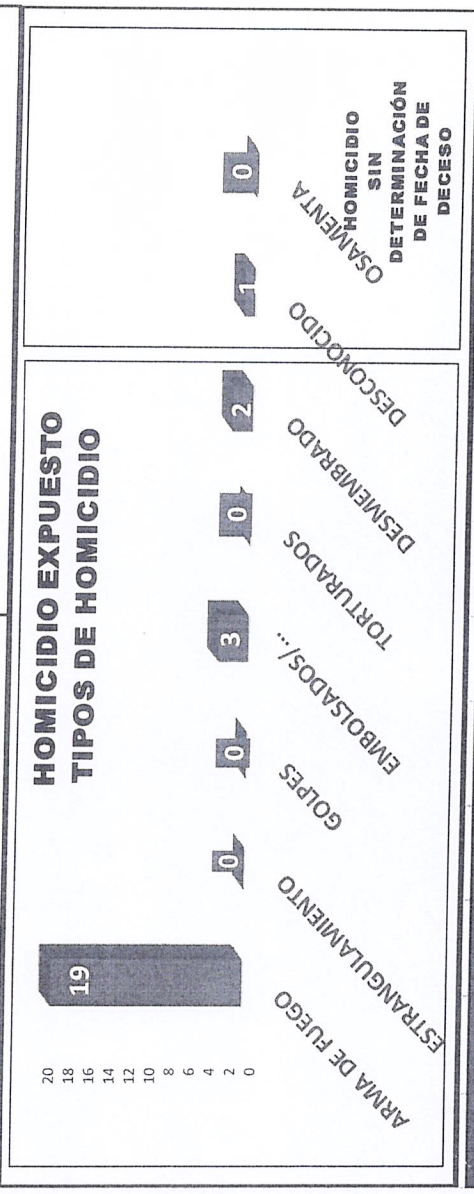 HOMICIDIO EXPUESTO
TIPOS DE HOMICIDIO
20
18
16
14
12
10
8
6
4
2
0
19
0
0
3
0
2
1
0
ARMA DE FUEGO
ESTRANGULAMIENTO
GOLPES
EMBOLSADOS/...
TORTURADOS
DESMEMBRADO
DESCONOCIDO
OSAMENTA
HOMICIDIO
SIN
DETERMINACIÓN
DE FECHA DE
DECESO